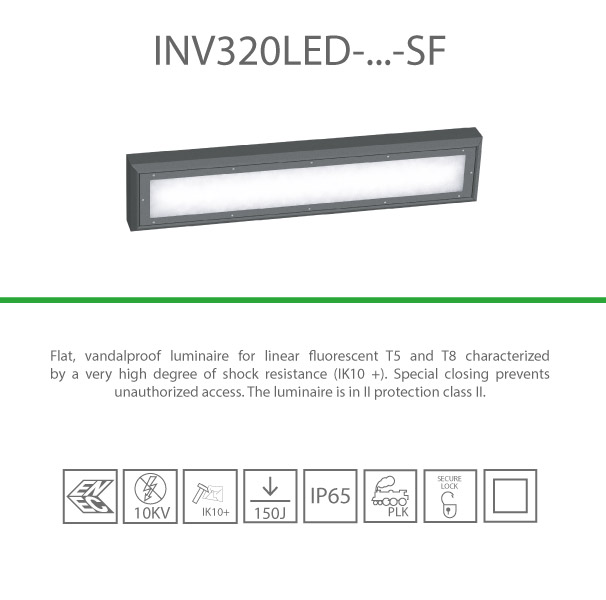 INV320LED-...-SF
Flat, vandalproof luminaire for linear fluorescent T5 and T8 characterized
by a very high degree of shock resistance (IK10 +). Special closing prevents
unauthorized access. The luminaire is in II protection class II.
ENEC
10KV
IK10+
150J
IP65
PLK
SECURE
LOCK